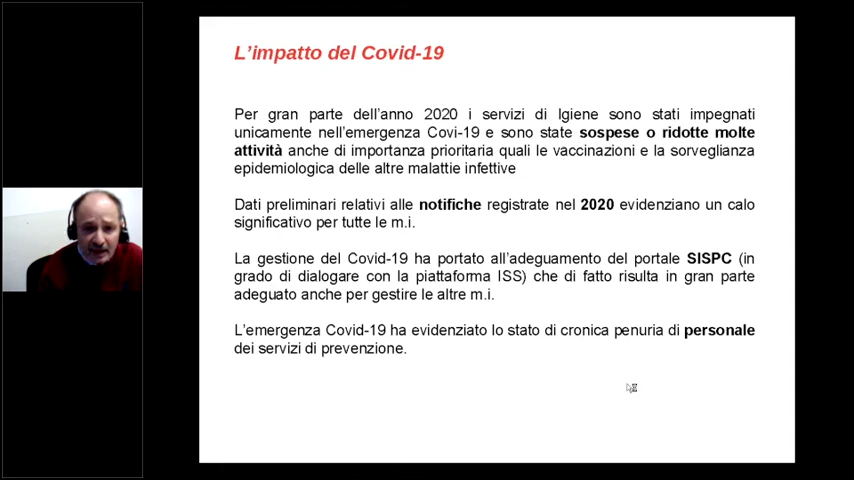 L’impatto del Covid-19
Per gran parte dell’anno 2020 i servizi di Igiene sono stati impegnati
unicamente nell’emergenza Covi-19 e sono state sospese o ridotte molte
attività anche di importanza prioritaria quali le vaccinazioni e la sorveglianza
epidemiologica delle altre malattie infettive
Dati preliminari relativi alle notifiche registrate nel 2020 evidenziano un calo
significativo per tutte le m.i.
La gestione del Covid-19 ha portato all’adeguamento del portale SISPC (in
grado di dialogare con la piattaforma ISS) che di fatto risulta in gran parte
adeguato anche per gestire le altre m.i.
L’emergenza Covid-19 ha evidenziato lo stato di cronica penuria di personale
dei servizi di prevenzione.